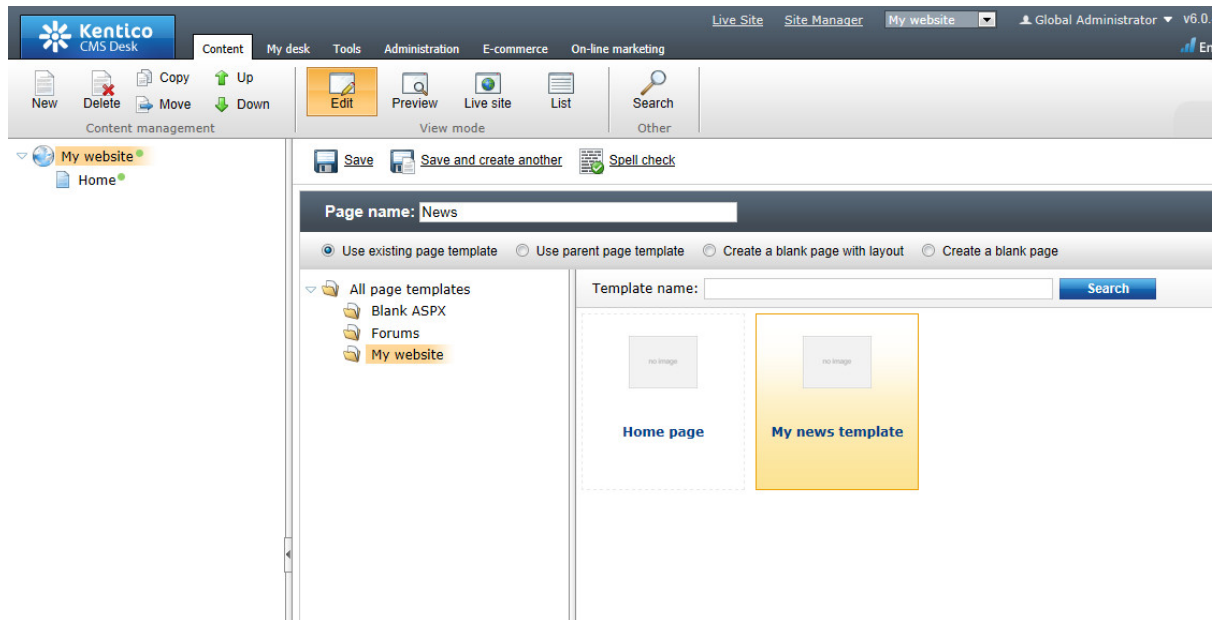 Live Site Site Manager My website Global Administrator v6.0.
Kentico
CMS Desk
Content My desk Tools Administration E-commerce On-line marketing En
Copy Up
New Delete Move Down Edit Preview Live site List Search
Content management View mode Other
My website
Home
Save Save and create another Spell check
Page name: News
Use existing page template Use parent page template Create a blank page with layout Create a blank page
All page templates
Blank ASPX
Forums
My website
Template name: Search
no image no image
Home page My news template